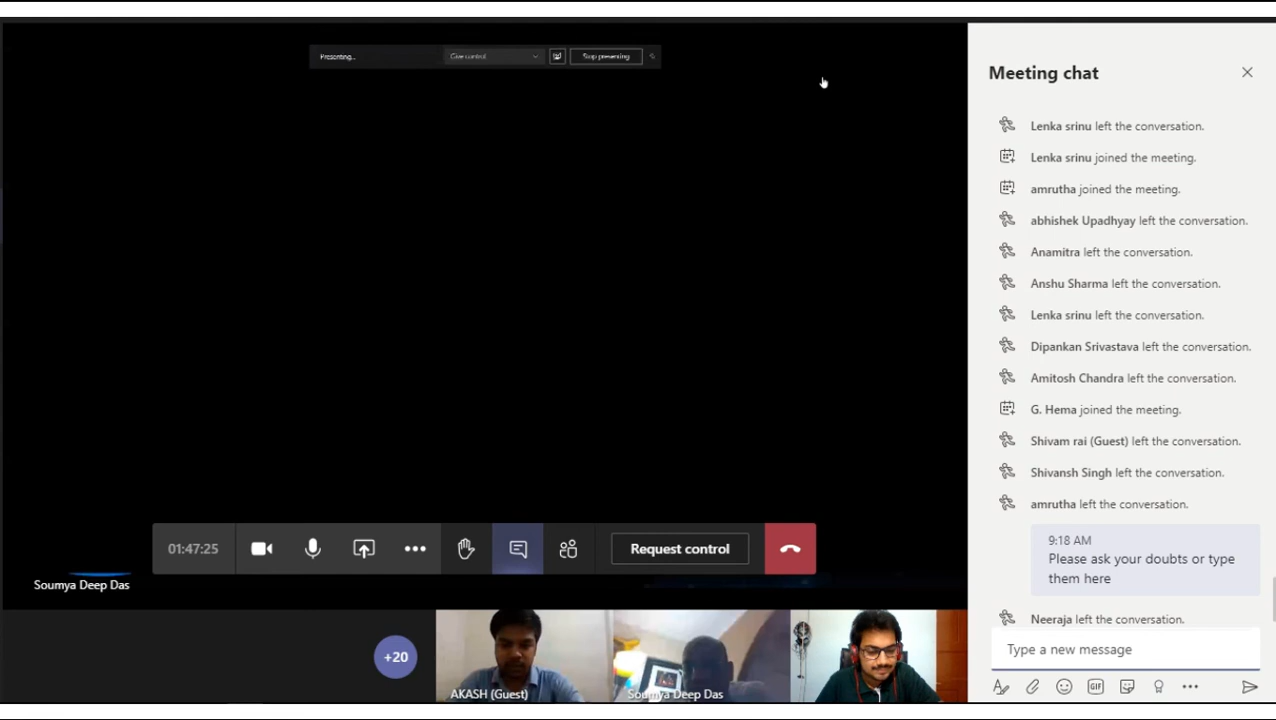 Presenting...
Give control
Stop presenting
Meeting chat
Lenka srinu left the conversation.
Lenka srinu joined the meeting.
amrutha joined the meeting.
abhishek Upadhyay left the conversation.
Anamitra left the conversation.
Anshu Sharma left the conversation.
Lenka srinu left the conversation.
Dipankan Srivastava left the conversation.
Amitosh Chandra left the conversation.
G. Hema joined the meeting.
Shivam rai (Guest) left the conversation.
Shivansh Singh left the conversation.
amrutha left the conversation.
9:18 AM
Please ask your doubts or type
them here
Neeraja left the conversation.
Type a new message
GIF
01:47:25
Request control
Soumya Deep Das
+20
AKASH (Guest)
Soumya Deep Das